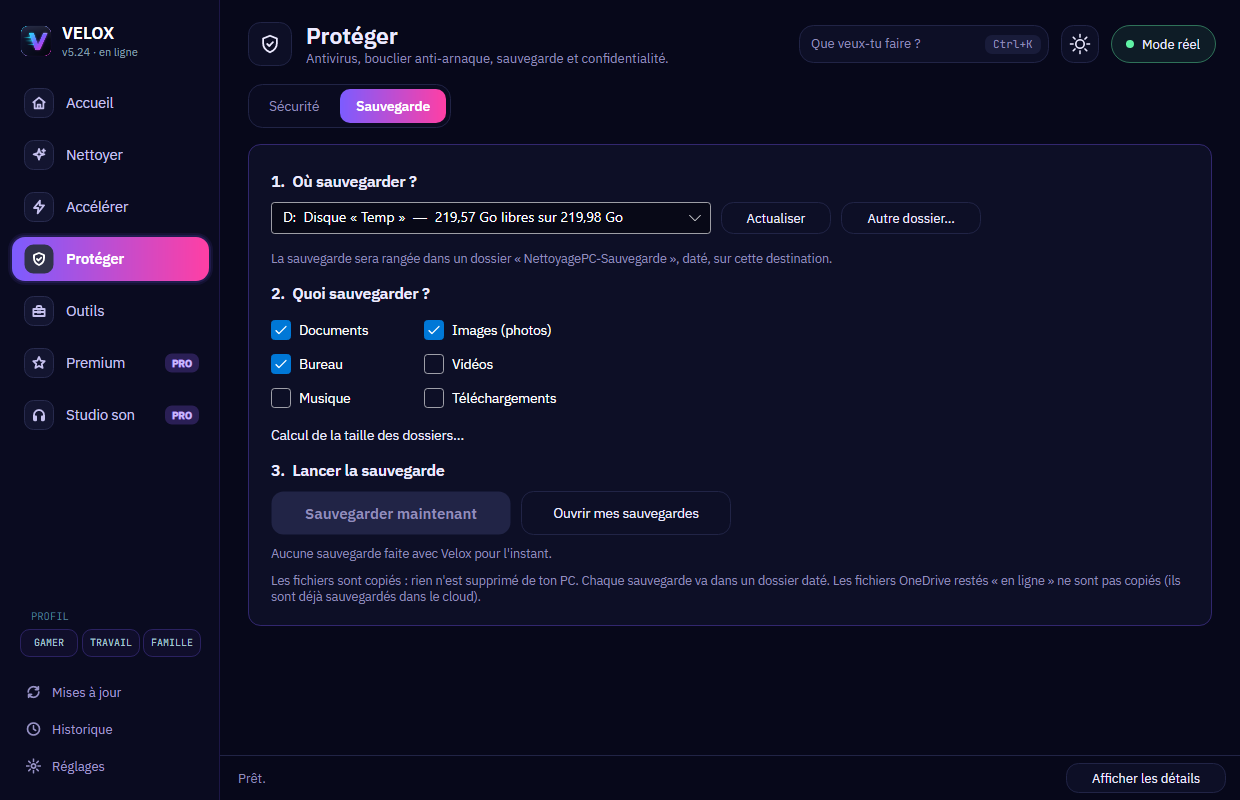 VELOX
v5.24 · en ligne
Accueil
Nettoyer
Accélérer
Protéger
Outils
Premium PRO
Studio son PRO
PROFIL
GAMER TRAVAIL FAMILLE
Mises à jour
Historique
Réglages
Protéger
Antivirus, bouclier anti-arnaque, sauvegarde et confidentialité.
Que veux-tu faire ? Ctrl+K
Mode réel
Sécurité Sauvegarde
1. Où sauvegarder ?
D: Disque « Temp » — 219,57 Go libres sur 219,98 Go
Actualiser
Autre dossier...
La sauvegarde sera rangée dans un dossier « NettoyagePC-Sauvegarde », daté, sur cette destination.
2. Quoi sauvegarder ?
Documents Images (photos)
Bureau Vidéos
Musique Téléchargements
Calcul de la taille des dossiers...
3. Lancer la sauvegarde
Sauvegarder maintenant Ouvrir mes sauvegardes
Aucune sauvegarde faite avec Velox pour l'instant.
Les fichiers sont copiés : rien n'est supprimé de ton PC. Chaque sauvegarde va dans un dossier daté. Les fichiers OneDrive restés « en ligne » ne sont pas copiés (ils
sont déjà sauvegardés dans le cloud).
Prêt.
Afficher les détails